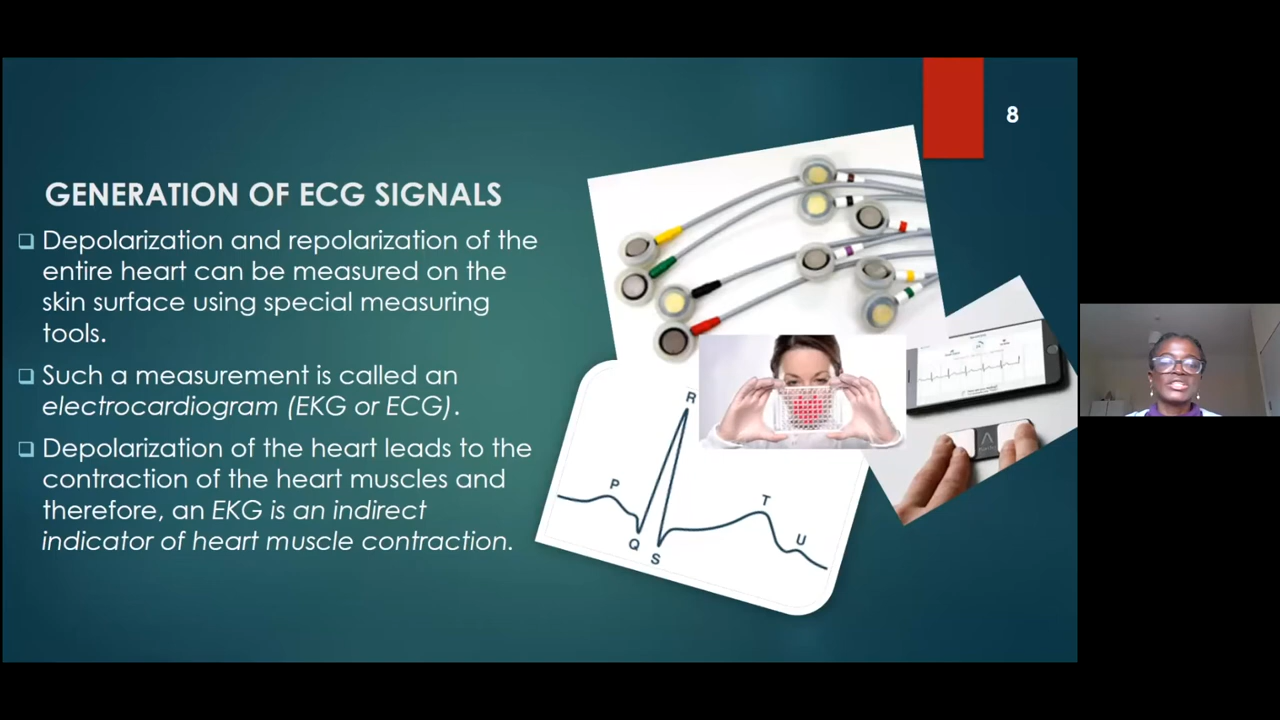 8
GENERATION OF ECG SIGNALS
Depolarization and repolarization of the
entire heart can be measured on the
skin surface using special measuring
tools.
Such a measurement is called an
electrocardiogram (EKG or ECG).
Depolarization of the heart leads to the
contraction of the heart muscles and
therefore, an EKG is an indirect
indicator of heart muscle contraction.
R
P
T
Q
U
S